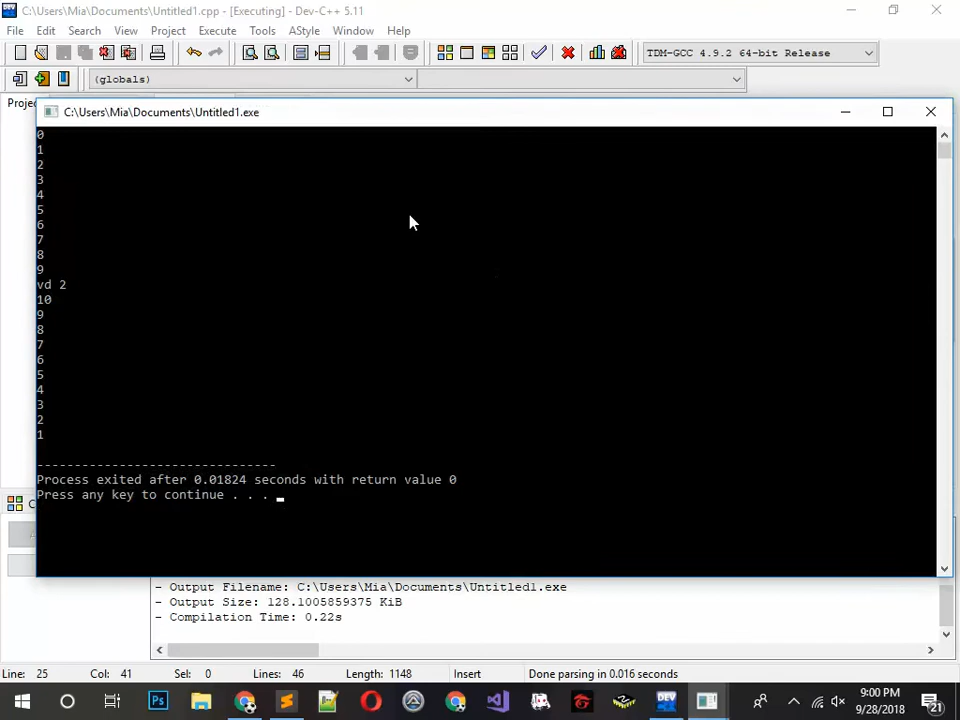 C:\Users\Mia\Documents\Untitled1.cpp - [Executing] - Dev-C++ 5.11
File Edit Search View Project Execute Tools AStyle Window Help
TDM-GCC 4.9.2 64-bit Release
(globals)
Projec
C:\Users\Mia\Documents\Untitled1.exe
0
1
2
3
4
5
6
7
8
9
vd 2
10
9
8
7
6
5
4
3
2
1
--------------------------------
Process exited after 0.01824 seconds with return value 0
Press any key to continue . . .
- Output Filename: C:\Users\Mia\Documents\Untitled1.exe
- Output Size: 128.1005859375 KiB
- Compilation Time: 0.22s
Line: 25 Col: 41 Sel: 0 Lines: 46 Length: 1148 Insert Done parsing in 0.016 seconds
Ps
DEV
9:00 PM
9/28/2018
21